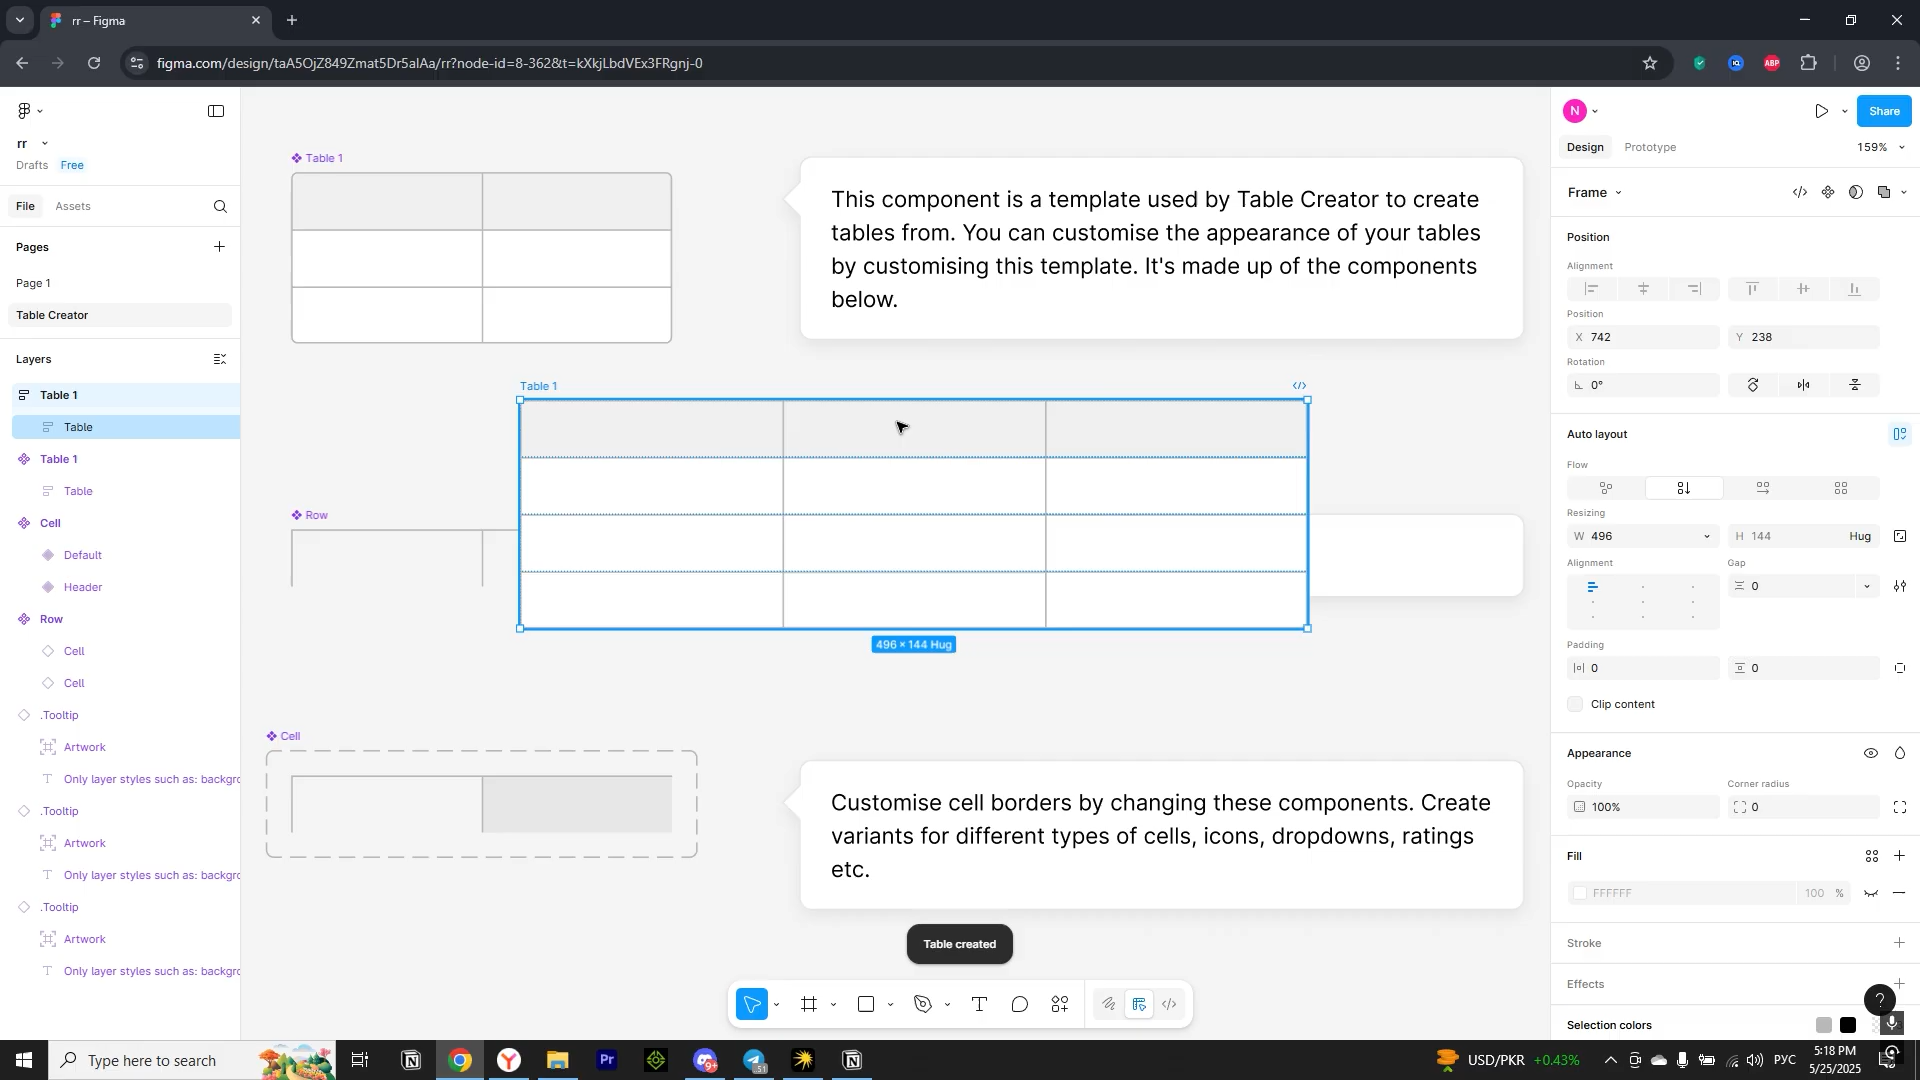 rr – Figma
figma.com/design/taA5OjZ849Zmat5Dr5alAa/rr?node-id=8-362&t=kXkjLbdVEx3FRgnj-0
ABP
rr
Drafts Free
File Assets
Pages
Page 1
Table Creator
Layers
Table 1
Table
Table 1
Table
Cell
Default
Header
Row
Cell
Cell
.Tooltip
Artwork
Only layer styles such as: backgro
.Tooltip
Artwork
Only layer styles such as: backgro
.Tooltip
Artwork
Only layer styles such as: backgro
Table 1
This component is a template used by Table Creator to create
tables from. You can customise the appearance of your tables
by customising this template. It's made up of the components
below.
Table 1
Row
496 × 144 Hug
Cell
Customise cell borders by changing these components. Create
variants for different types of cells, icons, dropdowns, ratings
etc.
Table created
N
Share
Design Prototype 159%
Frame
Position
Alignment
Position
X 742 Y 238
Rotation
0°
Auto layout
Flow
Resizing
W 496 H 144 Hug
Alignment Gap
0
Padding
0 0
Clip content
Appearance
Opacity Corner radius
100% 0
Fill
FFFFFF 100 %
Stroke
Effects
Selection colors
?
Type here to search
Pr
9+
51
USD/PKR +0.43%
РУС
5:18 PM
5/25/2025